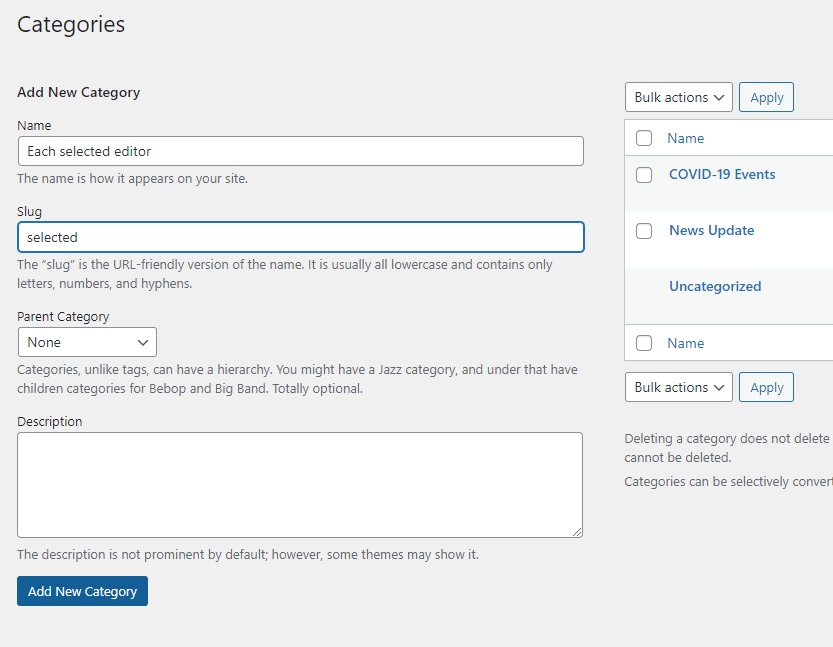 Categories
Add New Category
Name
Each selected editor
The name is how it appears on your site.
Slug
selected
The “slug” is the URL-friendly version of the name. It is usually all lowercase and contains only
letters, numbers, and hyphens.
Parent Category
None
Categories, unlike tags, can have a hierarchy. You might have a Jazz category, and under that have
children categories for Bebop and Big Band. Totally optional.
Description
The description is not prominent by default; however, some themes may show it.
Add New Category
Bulk actions
Apply
Name
COVID-19 Events
News Update
Uncategorized
Name
Bulk actions
Apply
Deleting a category does not delete
cannot be deleted.
Categories can be selectively convert